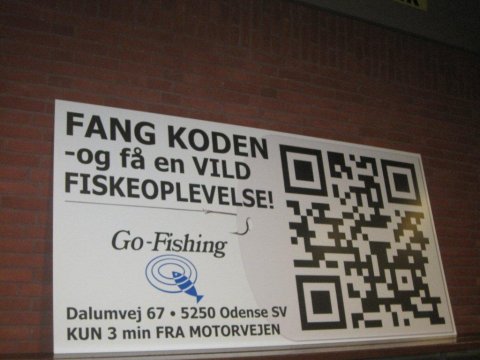 FANG KODEN
-og få en VILD
FISKEOPLEVELSE!
Go-Fishing
Dalumvej 67 • 5250 Odense SV
KUN 3 min FRA MOTORVEJEN